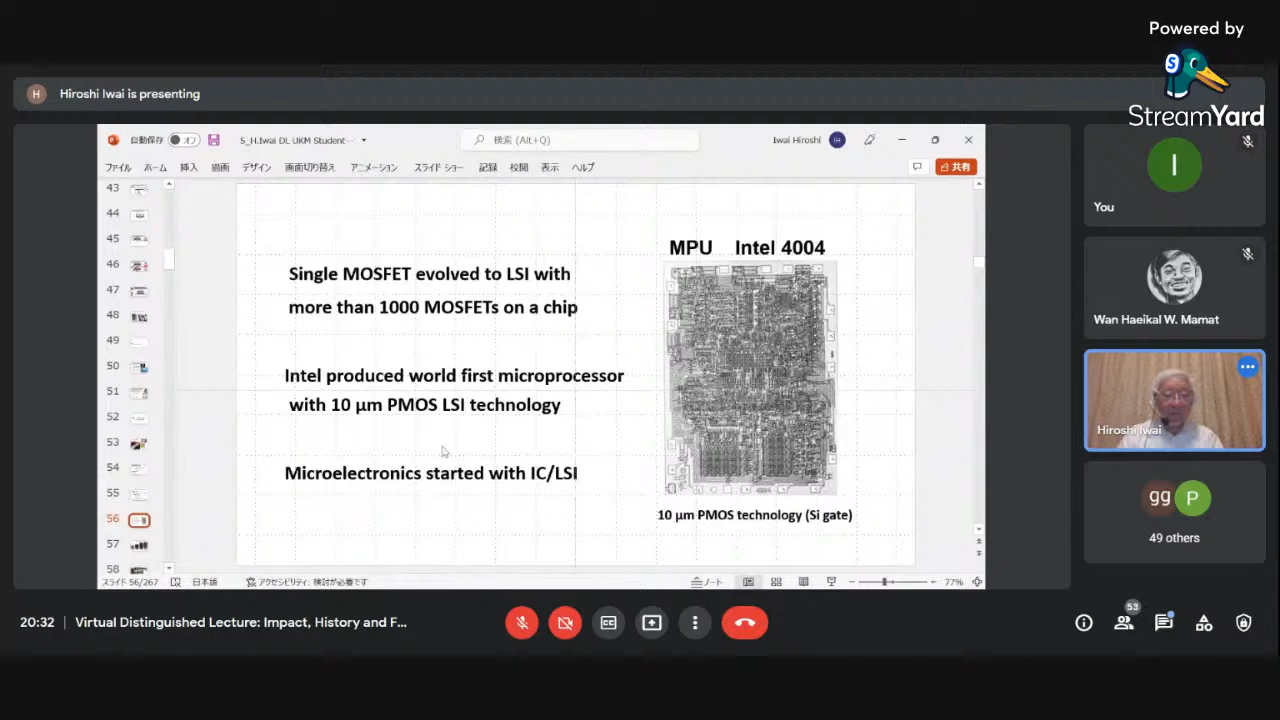 Powered by
StreamYard
H
Hiroshi Iwai is presenting
自動保存
オフ
5_H.Iwai DL UKM Student
検索 (Alt+Q)
Iwai Hiroshi
IH
ファイル ホーム 挿入 描画 デザイン 画面切り替え アニメーション スライド ショー 記録 校閲 表示 ヘルプ
共有
43
44
45
46
47
48
49
50
51
52
53
54
55
56
57
58
Single MOSFET evolved to LSI with
more than 1000 MOSFETs on a chip
Intel produced world first microprocessor
with 10 µm PMOS LSI technology
Microelectronics started with IC/LSI
MPU Intel 4004
10 µm PMOS technology (Si gate)
スライド 56/267
日本語
アクセシビリティ: 検討が必要です
ノート
77%
I
You
Wan Haeikal W. Mamat
Hiroshi Iwai
gg P
49 others
20:32 | Virtual Distinguished Lecture: Impact, History and F...
53